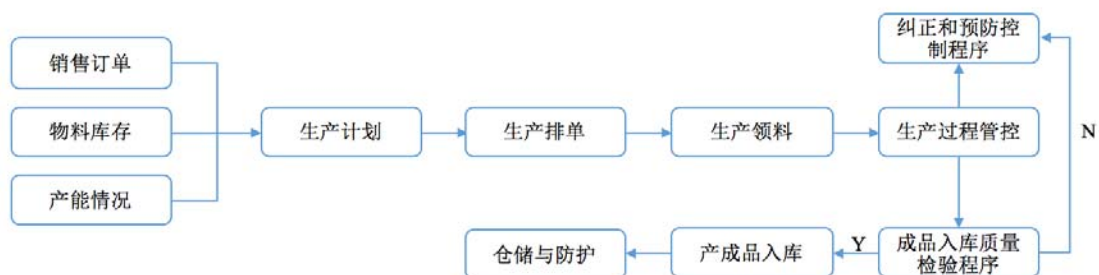 纠正和预防控
制程序
销售订单
物料库存
生产计划
生产排单
生产领料
生产过程管控
N
产能情况
仓储与防护
产成品入库
Y
成品入库质量
检验程序